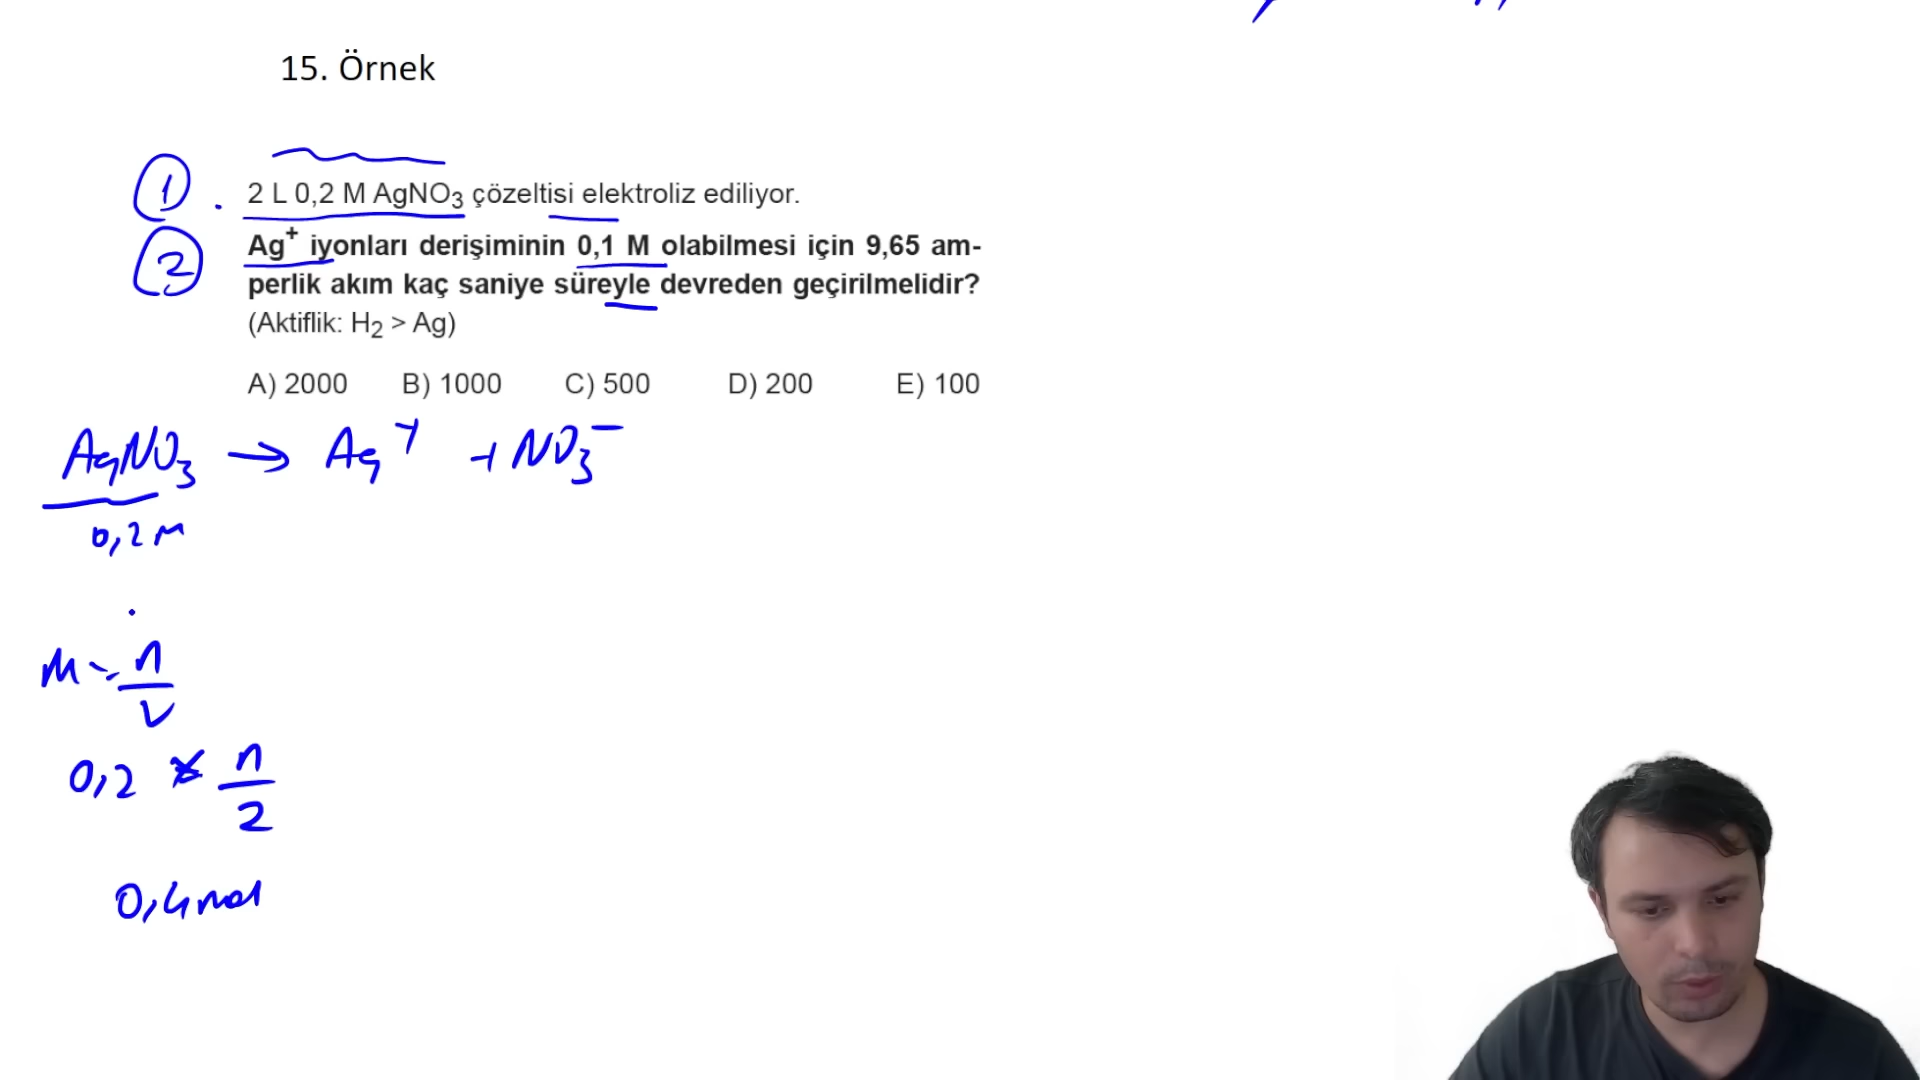 15. Örnek
1 . 2 L 0,2 M AgNO3 çözeltisi elektroliz ediliyor.
2 Ag+ iyonları derişiminin 0,1 M olabilmesi için 9,65 am-
perlik akım kaç saniye süreyle devreden geçirilmelidir?
(Aktiflik: H2 > Ag)
A) 2000 B) 1000 C) 500 D) 200 E) 100
AgNO3 → Ag+ + NO3-
0,2 M
M = n/V
0,2 = n/2
0,4 mol